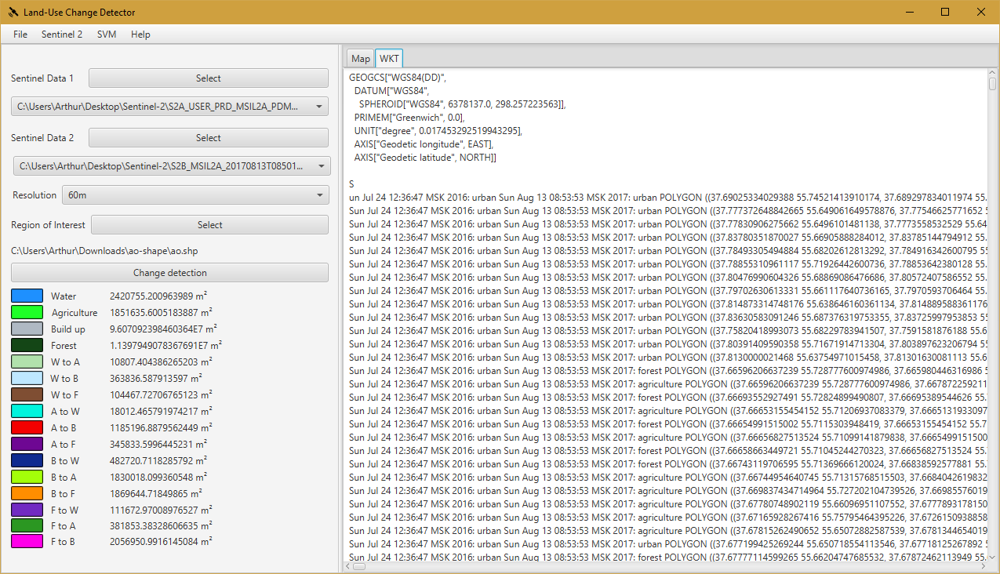 Land-Use Change Detector
File Sentinel 2 SVM Help
Sentinel Data 1 Select
C:\Users\Arthur\Desktop\Sentinel-2\S2A_USER_PRD_MSIL2A_PDM...
Sentinel Data 2 Select
C:\Users\Arthur\Desktop\Sentinel-2\S2B_MSIL2A_20170813T08501...
Resolution 60m
Region of Interest Select
C:\Users\Arthur\Downloads\ao-shape\ao.shp
Change detection
Water 2420755.200963989 m²
Agriculture 1851635.6005183887 m²
Build up 9.607092398460364E7 m²
Forest 1.1397949078367691E7 m²
W to A 10807.404386265203 m²
W to B 363836.587913597 m²
W to F 104467.72706765123 m²
A to W 18012.465791974217 m²
A to B 1185196.8879562449 m²
A to F 345833.5996445231 m²
B to W 482720.7118285792 m²
B to A 1830018.099360548 m²
B to F 1869644.71849865 m²
F to W 111672.97008976527 m²
F to A 381853.38328606635 m²
F to B 2056950.9916145084 m²
Map WKT
GEOGCS["WGS84(DD)",
DATUM["WGS84",
SPHEROID["WGS84", 6378137.0, 298.257223563]],
PRIMEM["Greenwich", 0.0],
UNIT["degree", 0.017453292519943295],
AXIS["Geodetic longitude", EAST],
AXIS["Geodetic latitude", NORTH]]
S
un Jul 24 12:36:47 MSK 2016: urban Sun Aug 13 08:53:53 MSK 2017: urban POLYGON ((37.69025334029388 55.74521413910174, 37.689297834011974 55.
Sun Jul 24 12:36:47 MSK 2016: urban Sun Aug 13 08:53:53 MSK 2017: urban POLYGON ((37.777372648842665 55.649061649578876, 37.77546625771652 5
Sun Jul 24 12:36:47 MSK 2016: urban Sun Aug 13 08:53:53 MSK 2017: urban POLYGON ((37.77830906275662 55.6496101481138, 37.7773558532529 55.64
Sun Jul 24 12:36:47 MSK 2016: urban Sun Aug 13 08:53:53 MSK 2017: urban POLYGON ((37.83780351870027 55.66905888284012, 37.83785144794912 55.
Sun Jul 24 12:36:47 MSK 2016: urban Sun Aug 13 08:53:53 MSK 2017: urban POLYGON ((37.78493305494884 55.68202612813292, 37.784916342600795 55
Sun Jul 24 12:36:47 MSK 2016: urban Sun Aug 13 08:53:53 MSK 2017: urban POLYGON ((37.78855310961117 55.71926442600736, 37.78853642380128 55.
Sun Jul 24 12:36:47 MSK 2016: urban Sun Aug 13 08:53:53 MSK 2017: urban POLYGON ((37.80476990604326 55.68869086476686, 37.80572407586552 55.
Sun Jul 24 12:36:47 MSK 2016: urban Sun Aug 13 08:53:53 MSK 2017: urban POLYGON ((37.79702630613331 55.661117640736165, 37.7970593706464 55.
Sun Jul 24 12:36:47 MSK 2016: urban Sun Aug 13 08:53:53 MSK 2017: urban POLYGON ((37.814873314748176 55.638646160361134, 37.814889588361176
Sun Jul 24 12:36:47 MSK 2016: urban Sun Aug 13 08:53:53 MSK 2017: urban POLYGON ((37.83630583091246 55.687376319753355, 37.83725997953853 55.
Sun Jul 24 12:36:47 MSK 2016: urban Sun Aug 13 08:53:53 MSK 2017: urban POLYGON ((37.75820418993073 55.68229783941507, 37.7591581876188 55.6
Sun Jul 24 12:36:47 MSK 2016: urban Sun Aug 13 08:53:53 MSK 2017: urban POLYGON ((37.80391409590358 55.71671914713304, 37.803897623206794 55
Sun Jul 24 12:36:47 MSK 2016: urban Sun Aug 13 08:53:53 MSK 2017: urban POLYGON ((37.8130000021468 55.63754971015458, 37.81301630081113 55.6
Sun Jul 24 12:36:47 MSK 2016: urban Sun Aug 13 08:53:53 MSK 2017: forest POLYGON ((37.66596206637239 55.728777600974986, 37.665980446316986 5
Sun Jul 24 12:36:47 MSK 2016: urban Sun Aug 13 08:53:53 MSK 2017: agriculture POLYGON ((37.66596206637239 55.728777600974986, 37.667872259211
Sun Jul 24 12:36:47 MSK 2016: urban Sun Aug 13 08:53:53 MSK 2017: forest POLYGON ((37.66693552927491 55.72824899490807, 37.66695389544626 55.
Sun Jul 24 12:36:47 MSK 2016: urban Sun Aug 13 08:53:53 MSK 2017: agriculture POLYGON ((37.66653155454152 55.71206937083379, 37.6665131933097
Sun Jul 24 12:36:47 MSK 2016: urban Sun Aug 13 08:53:53 MSK 2017: forest POLYGON ((37.66654991515002 55.7115303948419, 37.66653155454152 55.7
Sun Jul 24 12:36:47 MSK 2016: urban Sun Aug 13 08:53:53 MSK 2017: agriculture POLYGON ((37.66656827513524 55.71099141879838, 37.6665499151500
Sun Jul 24 12:36:47 MSK 2016: urban Sun Aug 13 08:53:53 MSK 2017: forest POLYGON ((37.66658663449721 55.71045244270323, 37.66656827513524 55.
Sun Jul 24 12:36:47 MSK 2016: urban Sun Aug 13 08:53:53 MSK 2017: forest POLYGON ((37.66743119706595 55.71369666120024, 37.66838592577881 55.
Sun Jul 24 12:36:47 MSK 2016: urban Sun Aug 13 08:53:53 MSK 2017: agriculture POLYGON ((37.66744954640745 55.71315768515503, 37.6684042619832
Sun Jul 24 12:36:47 MSK 2016: urban Sun Aug 13 08:53:53 MSK 2017: agriculture POLYGON ((37.669837434714964 55.727202104739526, 37.66985576019
Sun Jul 24 12:36:47 MSK 2016: urban Sun Aug 13 08:53:53 MSK 2017: agriculture POLYGON ((37.67780748902119 55.66096951107552, 37.6777893178150
Sun Jul 24 12:36:47 MSK 2016: urban Sun Aug 13 08:53:53 MSK 2017: agriculture POLYGON ((37.67165928267416 55.75795464395226, 37.6726150938858
Sun Jul 24 12:36:47 MSK 2016: urban Sun Aug 13 08:53:53 MSK 2017: agriculture POLYGON ((37.67815262490652 55.65072882587539, 37.6781344654019
Sun Jul 24 12:36:47 MSK 2016: urban Sun Aug 13 08:53:53 MSK 2017: urban POLYGON ((37.677199425269244 55.650718554113546, 37.67718125267892 5
Sun Jul 24 12:36:47 MSK 2016: urban Sun Aug 13 08:53:53 MSK 2017: forest POLYGON ((37.67777114599265 55.66204747685532, 37.67872462113949 55.